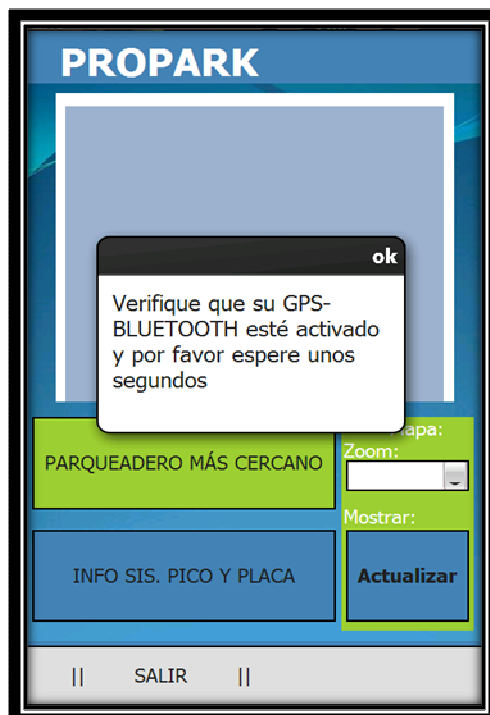 PROPARK
ok
Verifique que su GPS-
BLUETOOTH esté activado
y por favor espere unos
segundos
PARQUEADERO MÁS CERCANO
Zoom:
Mostrar:
INFO SIS. PICO Y PLACA
Actualizar
|| SALIR ||